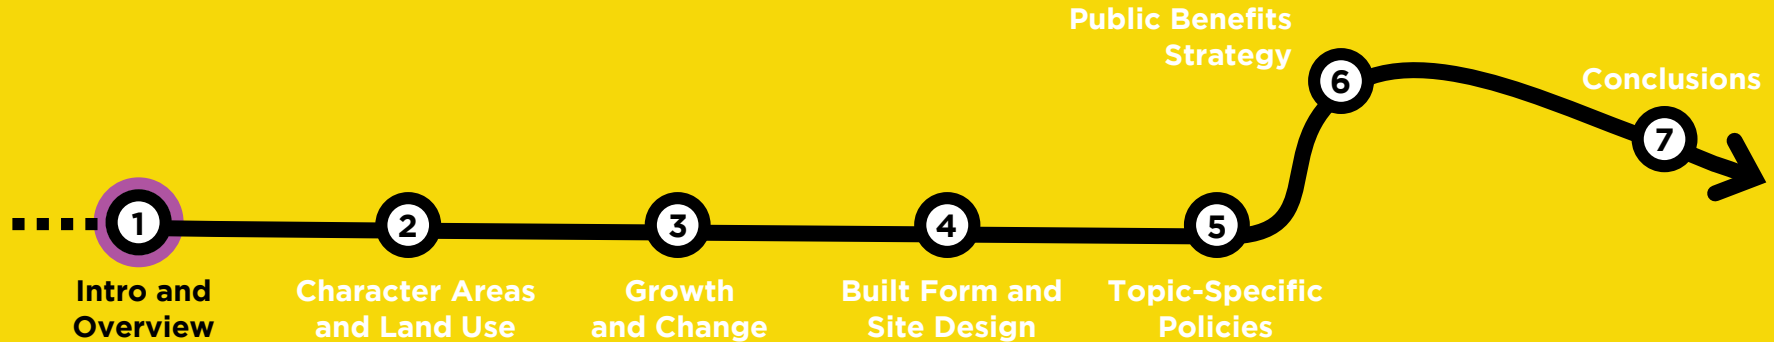 1
Intro and
Overview
2
Character Areas
and Land Use
3
Growth
and Change
4
Built Form and
Site Design
5
Topic-Specific
Policies
Public Benefits
Strategy
6
Conclusions
7